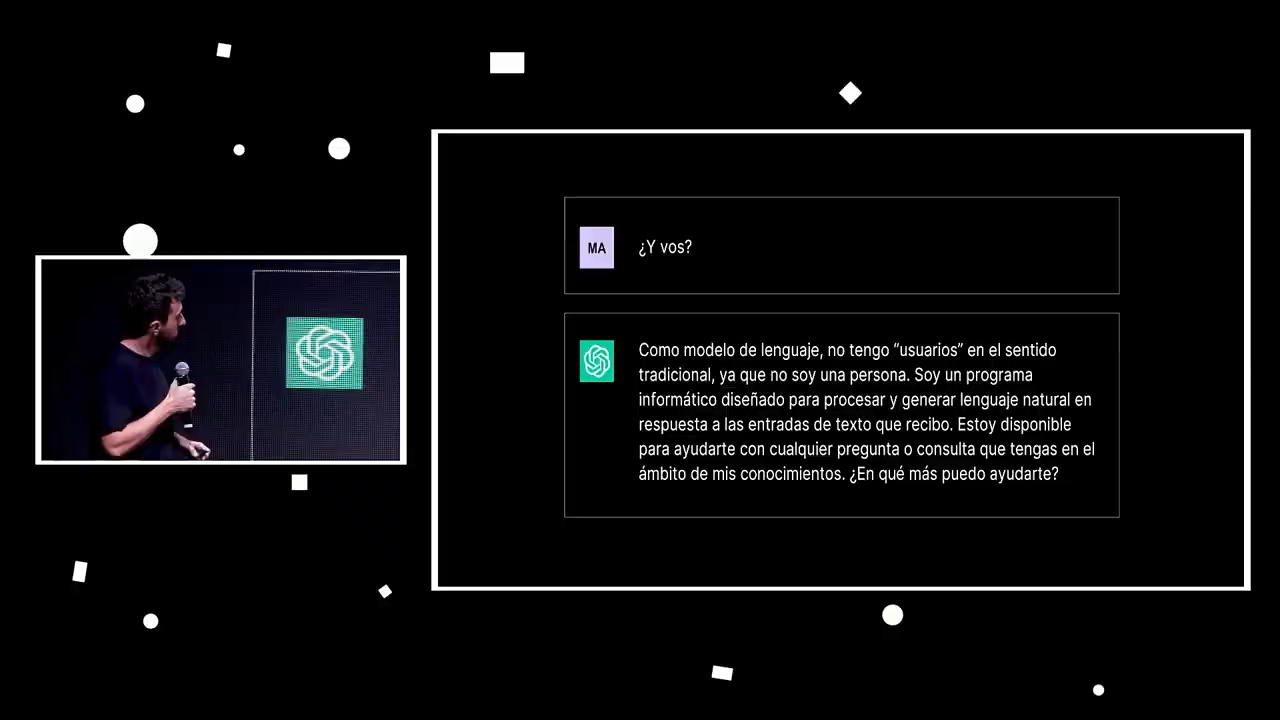 MA
¿Y vos?
Como modelo de lenguaje, no tengo “usuarios” en el sentido
tradicional, ya que no soy una persona. Soy un programa
informático diseñado para procesar y generar lenguaje natural en
respuesta a las entradas de texto que recibo. Estoy disponible
para ayudarte con cualquier pregunta o consulta que tengas en el
ámbito de mis conocimientos. ¿En qué más puedo ayudarte?